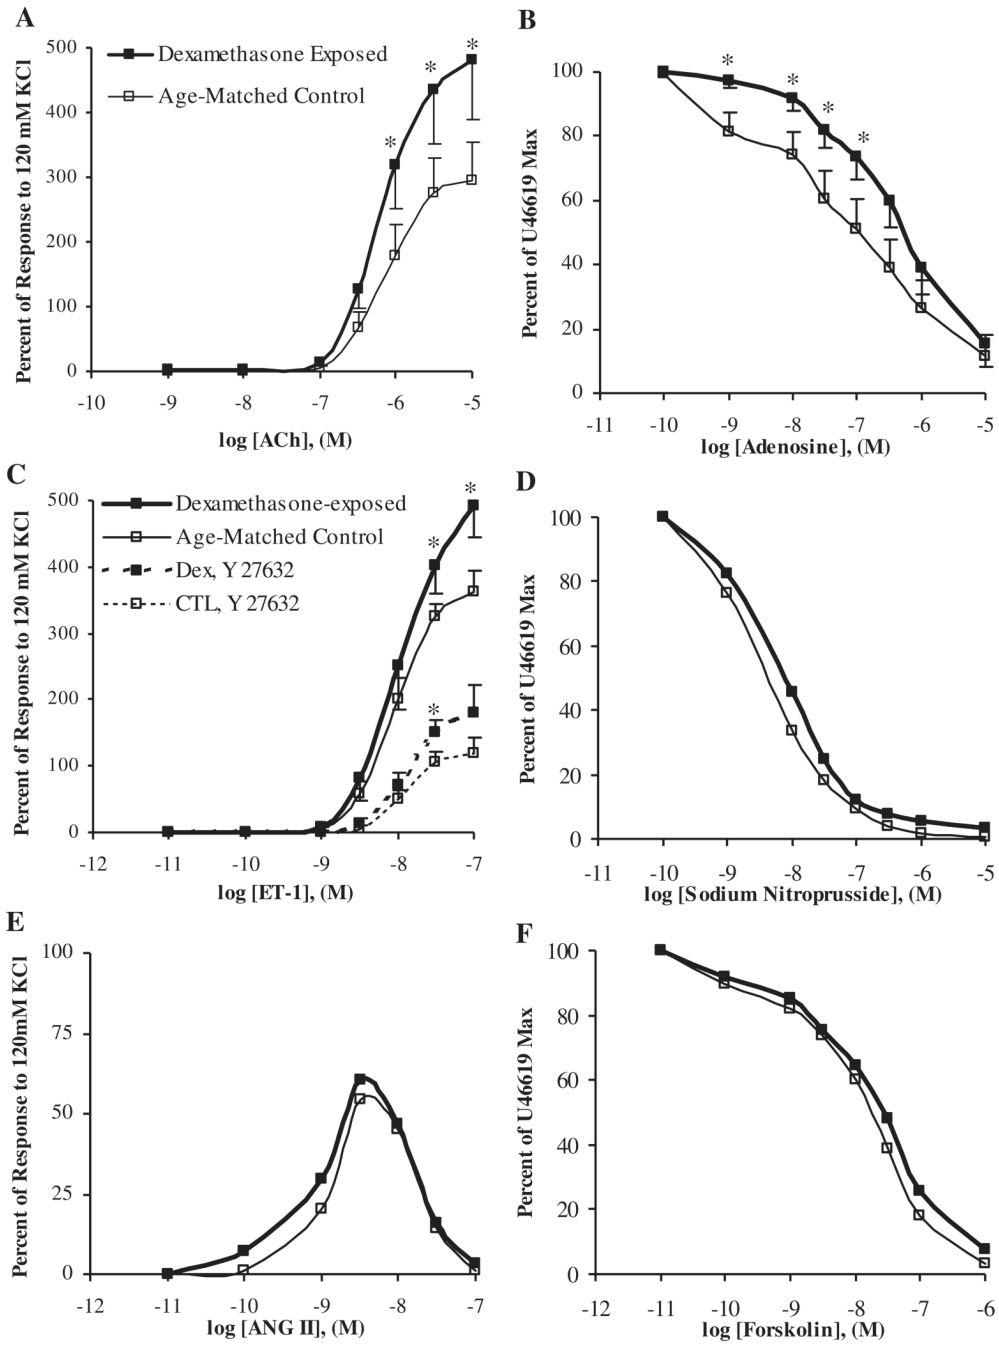 A
Percent of Response to 120 mM KCl
500
400
300
200
100
0
Dexamethasone Exposed
Age-Matched Control
*
*
*
-10 -9 -8 -7 -6 -5
log [ACh], (M)
B
Percent of U46619 Max
100
80
60
40
20
0
*
*
*
*
-11 -10 -9 -8 -7 -6 -5
log [Adenosine], (M)
C
Percent of Response to 120 mM KCl
500
400
300
200
100
0
Dexamethasone-exposed
Age-Matched Control
Dex, Y 27632
CTL, Y 27632
*
*
*
-12 -11 -10 -9 -8 -7
log [ET-1], (M)
D
Percent of U46619 Max
100
80
60
40
20
0
-11 -10 -9 -8 -7 -6 -5
log [Sodium Nitroprusside], (M)
E
Percent of Response to 120mM KCl
100
75
50
25
0
-12 -11 -10 -9 -8 -7
log [ANG II], (M)
F
Percent of U46619 Max
100
80
60
40
20
0
-12 -11 -10 -9 -8 -7 -6
log [Forskolin], (M)